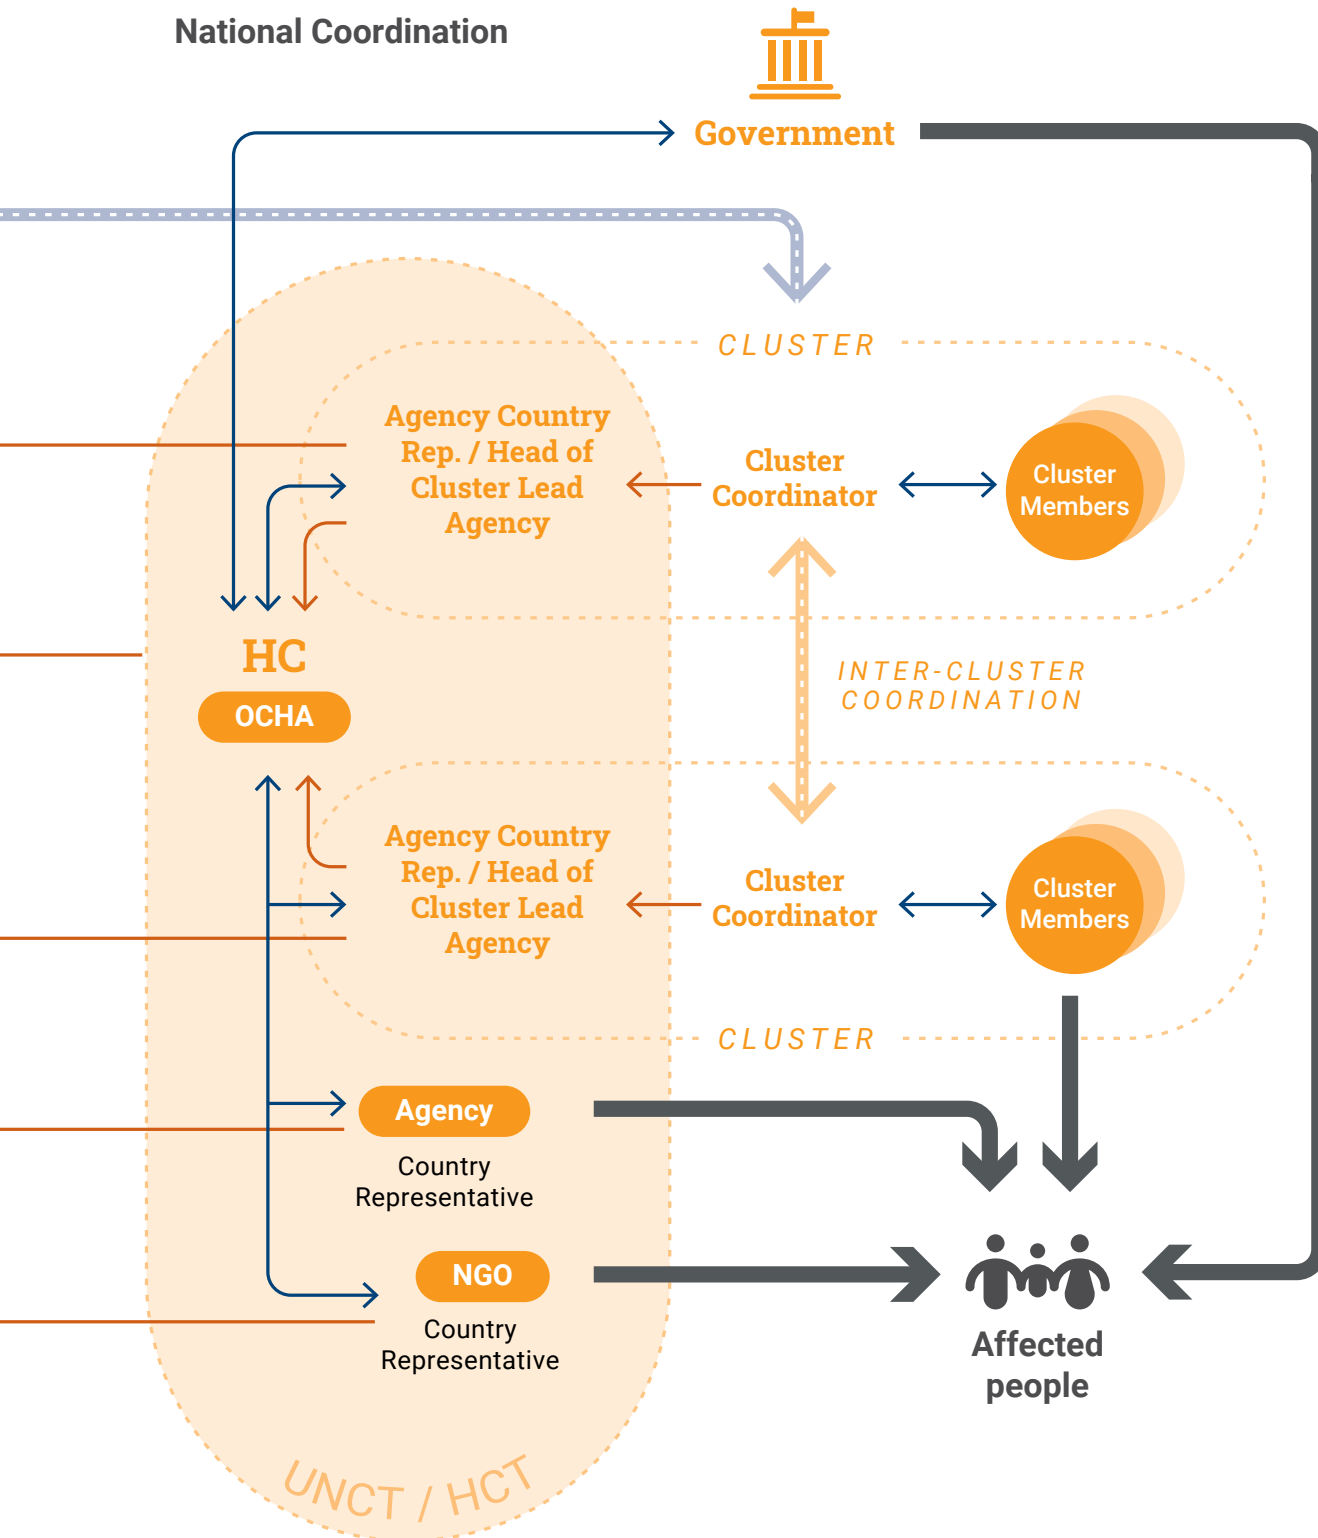 National Coordination
Government
CLUSTER
Agency Country
Rep. / Head of
Cluster Lead
Agency
Cluster
Coordinator
Cluster
Members
HC
OCHA
INTER-CLUSTER
COORDINATION
Agency Country
Rep. / Head of
Cluster Lead
Agency
Cluster
Coordinator
Cluster
Members
CLUSTER
Agency
Country
Representative
NGO
Country
Representative
Affected
people
UNCT / HCT